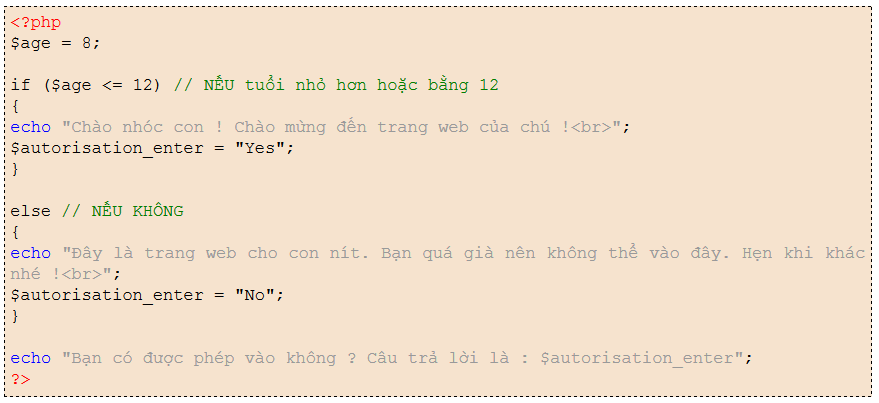 <?php
$age = 8;
if ($age <= 12) // NẾU tuổi nhỏ hơn hoặc bằng 12
{
echo "Chào nhóc con ! Chào mừng đến trang web của chú !<br>";
$autorisation_enter = "Yes";
}
else // NẾU KHÔNG
{
echo "Đây là trang web cho con nít. Bạn quá già nên không thể vào đây. Hẹn khi khác
nhé !<br>";
$autorisation_enter = "No";
}
echo "Bạn có được phép vào không ? Câu trả lời là : $autorisation_enter";
?>